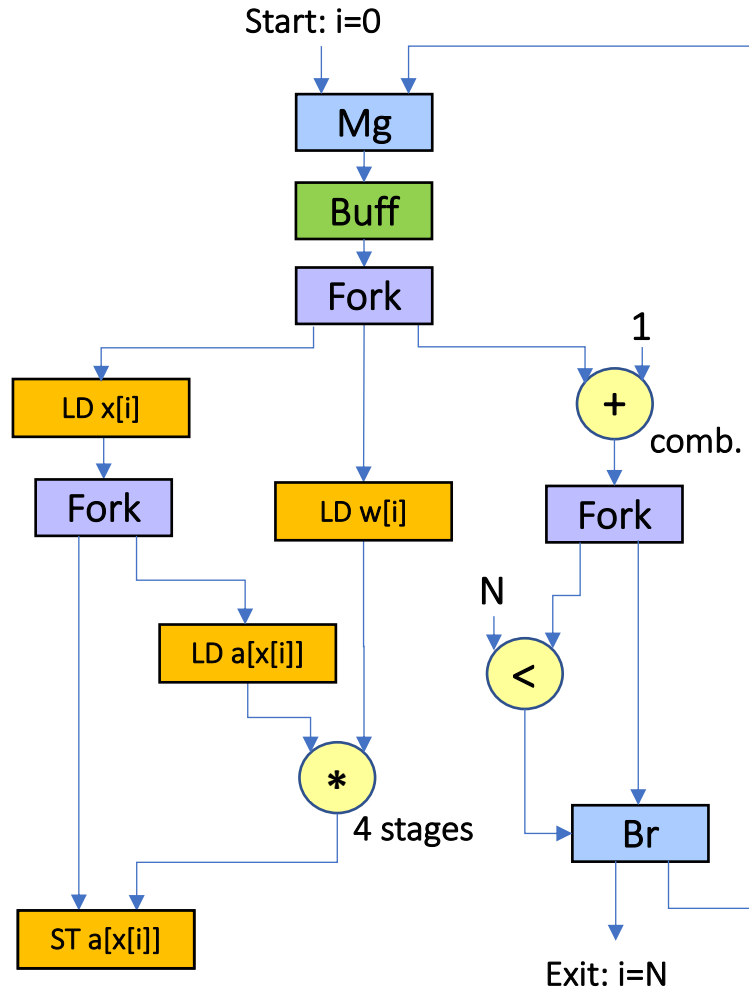 Start: i=0
Mg
Buff
Fork
1
LD x[i]
+
comb.
Fork
LD w[i]
Fork
N
LD a[x[i]]
<
*
4 stages
Br
ST a[x[i]]
Exit: i=N